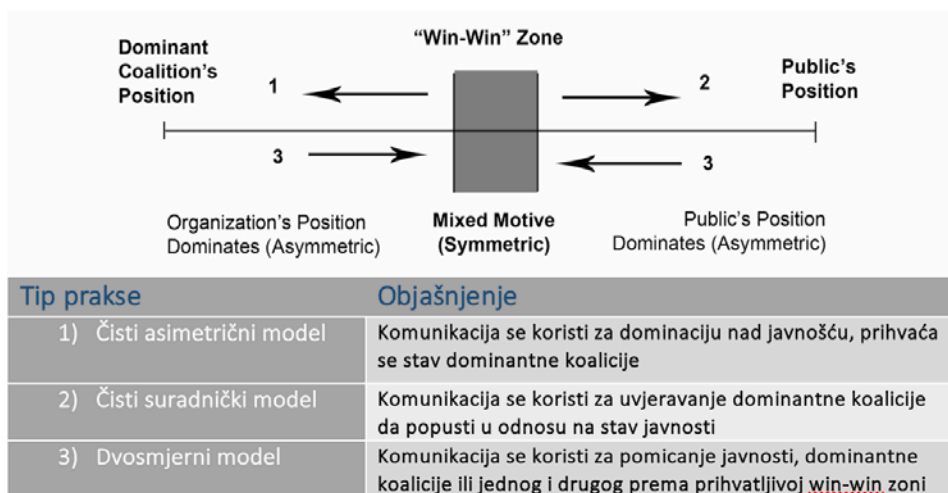 "Win-Win" Zone
Dominant
Coalition's
Position
1
2
Public's
Position
3
3
Organization's Position
Dominates (Asymmetric)
Mixed Motive
(Symmetric)
Public's Position
Dominates (Asymmetric)
Tip prakse Objašnjenje
1) Čisti asimetrični model
Komunikacija se koristi za dominaciju nad javnošću, prihvaća
se stav dominantne koalicije
2) Čisti suradnički model
Komunikacija se koristi za uvjeravanje dominantne koalicije
da popusti u odnosu na stav javnosti
3) Dvosmjerni model
Komunikacija se koristi za pomicanje javnosti, dominantne
koalicije ili jednog i drugog prema prihvatljivoj win-win zoni